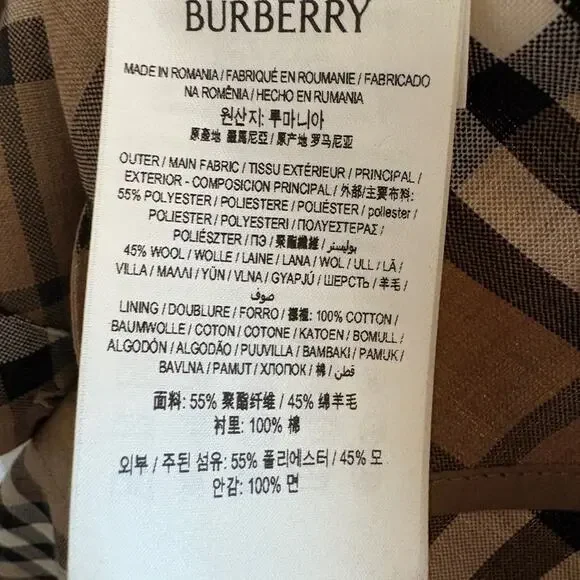 BURBERRY
MADE IN ROMANIA / FABRIQUÉ EN ROUMANIE / FABRICADO
NA ROMÊNIA / HECHO EN RUMANIA
원산지: 루마니아
原產地 羅馬尼亞 / 原产地 罗马尼亚
OUTER / MAIN FABRIC / TISSU EXTÉRIEUR / PRINCIPAL /
EXTERIOR - COMPOSICION PRINCIPAL / 外部/主要布料:
55% POLYESTER / POLIESTERE / POLIÉSTER / poliester /
POLIESTER / POLYESTERI / ΠΟΛΥΕΣΤΕΡΑΣ /
POLIÉSZTER / ПЭ / 聚酯纖維 / بوليستر /
45% WOOL / WOLLE / LAINE / LANA / WOL / ULL / LÃ /
VILLA / ΜΑΛΛΙ / YÜN / VLNA / GYAPJÚ / ШЕРСТЬ / 羊毛 /
صوف
LINING / DOUBLURE / FORRO / 裡襯: 100% COTTON /
BAUMWOLLE / COTON / COTONE / KATOEN / BOMULL /
ALGODÓN / ALGODÃO / PUUVILLA / BAMBAKI / PAMUK /
BAVLNA / PAMUT / ХЛОПОК / 棉 / قطن /
面料: 55% 聚酯纤维 / 45% 绵羊毛
衬里: 100% 棉
외부 / 주된 섬유: 55% 폴리에스터 / 45% 모
안감: 100% 면